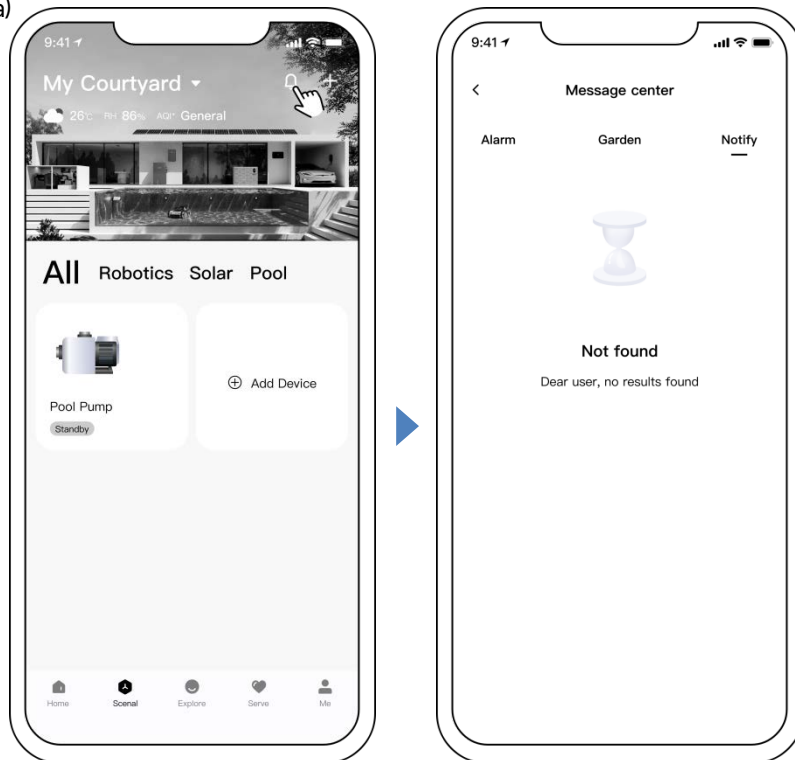 a)
9:41
My Courtyard
26℃ RH 86% AQI• General
All Robotics Solar Pool
Pool Pump
Standby
Add Device
Home Scenal Explore Serve Me
9:41
Message center
Alarm Garden Notify
Not found
Dear user, no results found